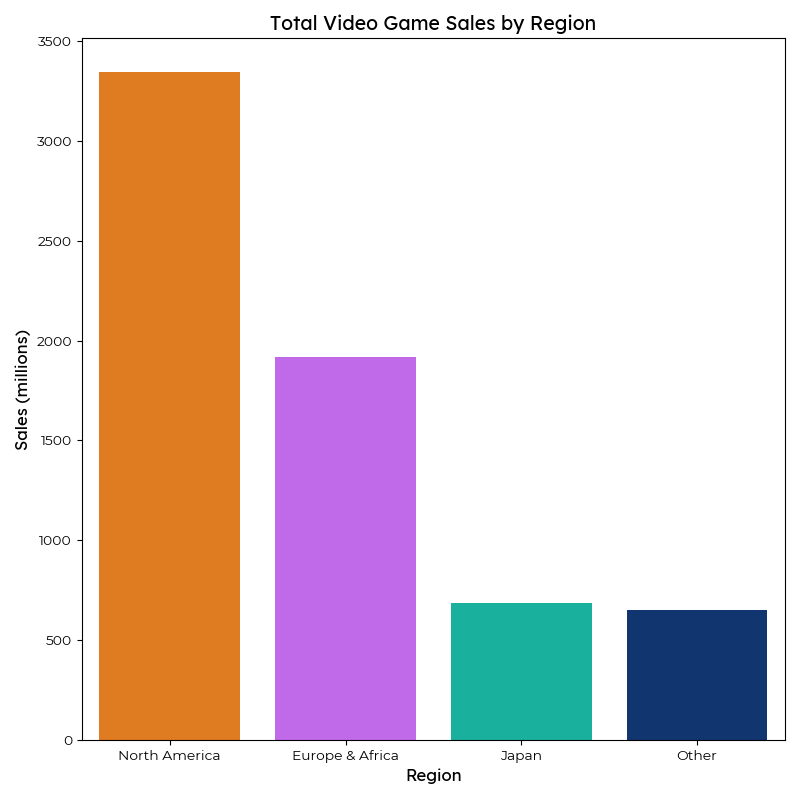 Total Video Game Sales by Region
3500
3000
2500
2000
1500
1000
500
0
Sales (millions)
North America
Europe & Africa
Japan
Other
Region